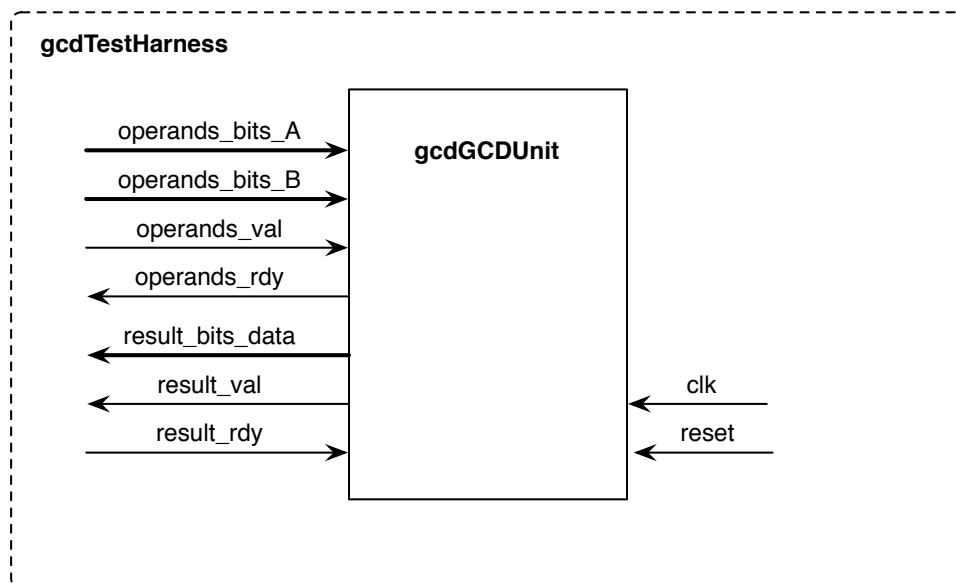 gcdTestHarness
operands_bits_A
gcdGCDUnit
operands_bits_B
operands_val
operands_rdy
result_bits_data
result_val
clk
result_rdy
reset